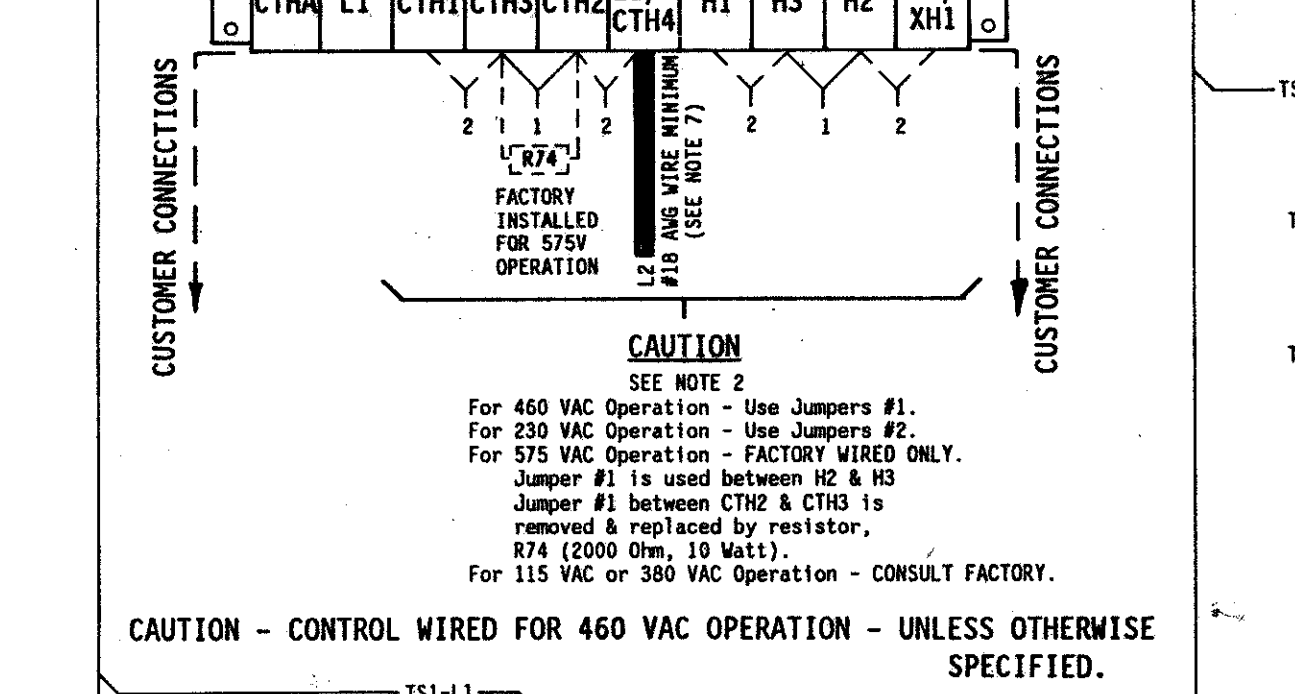 CTHA L1 CTH1 CTH3 CTH2 CTH4 H1 H3 H2 XH1
CUSTOMER CONNECTIONS
2 1 2 2 1 2
R74
FACTORY
INSTALLED
FOR 575V
OPERATION
L2
#18 AWG WIRE MINIMUM
(SEE NOTE 7)
CUSTOMER CONNECTIONS
CAUTION
SEE NOTE 2
For 460 VAC Operation - Use Jumpers #1.
For 230 VAC Operation - Use Jumpers #2.
For 575 VAC Operation - FACTORY WIRED ONLY.
Jumper #1 is used between H2 & H3
Jumper #1 between CTH2 & CTH3 is
removed & replaced by resistor,
R74 (2000 Ohm, 10 Watt).
For 115 VAC or 380 VAC Operation - CONSULT FACTORY.
CAUTION - CONTROL WIRED FOR 460 VAC OPERATION - UNLESS OTHERWISE
SPECIFIED.
TS1-L1